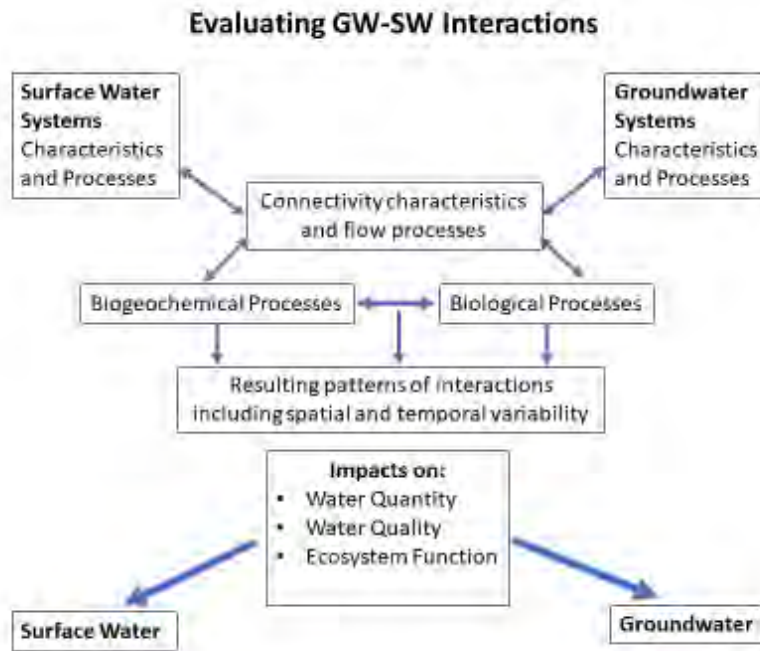 Evaluating GW-SW Interactions
Surface Water
Systems
Characteristics
and Processes
Groundwater
Systems
Characteristics
and Processes
Connectivity characteristics
and flow processes
Biogeochemical Processes
Biological Processes
Resulting patterns of interactions
including spatial and temporal variability
Impacts on:
• Water Quantity
• Water Quality
• Ecosystem Function
Surface Water
Groundwater